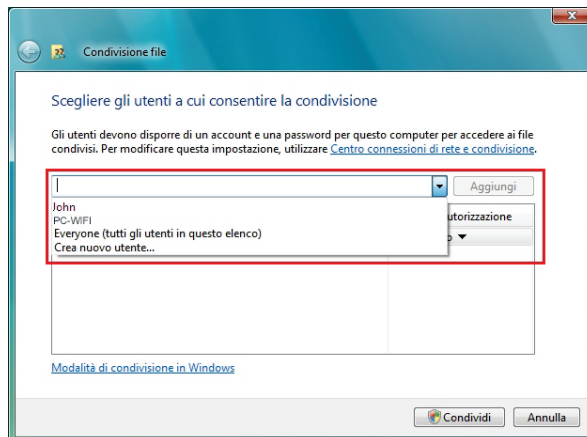 Condivisione file
Scegliere gli utenti a cui consentire la condivisione
Gli utenti devono disporre di un account e una password per questo computer per accedere ai file
condivisi. Per modificare questa impostazione, utilizzare Centro connessioni di rete e condivisione.
Aggiungi
John
PC-WIFI
Everyone (tutti gli utenti in questo elenco)
Crea nuovo utente...
utorizzazione
o
Modalità di condivisione in Windows
Condividi Annulla